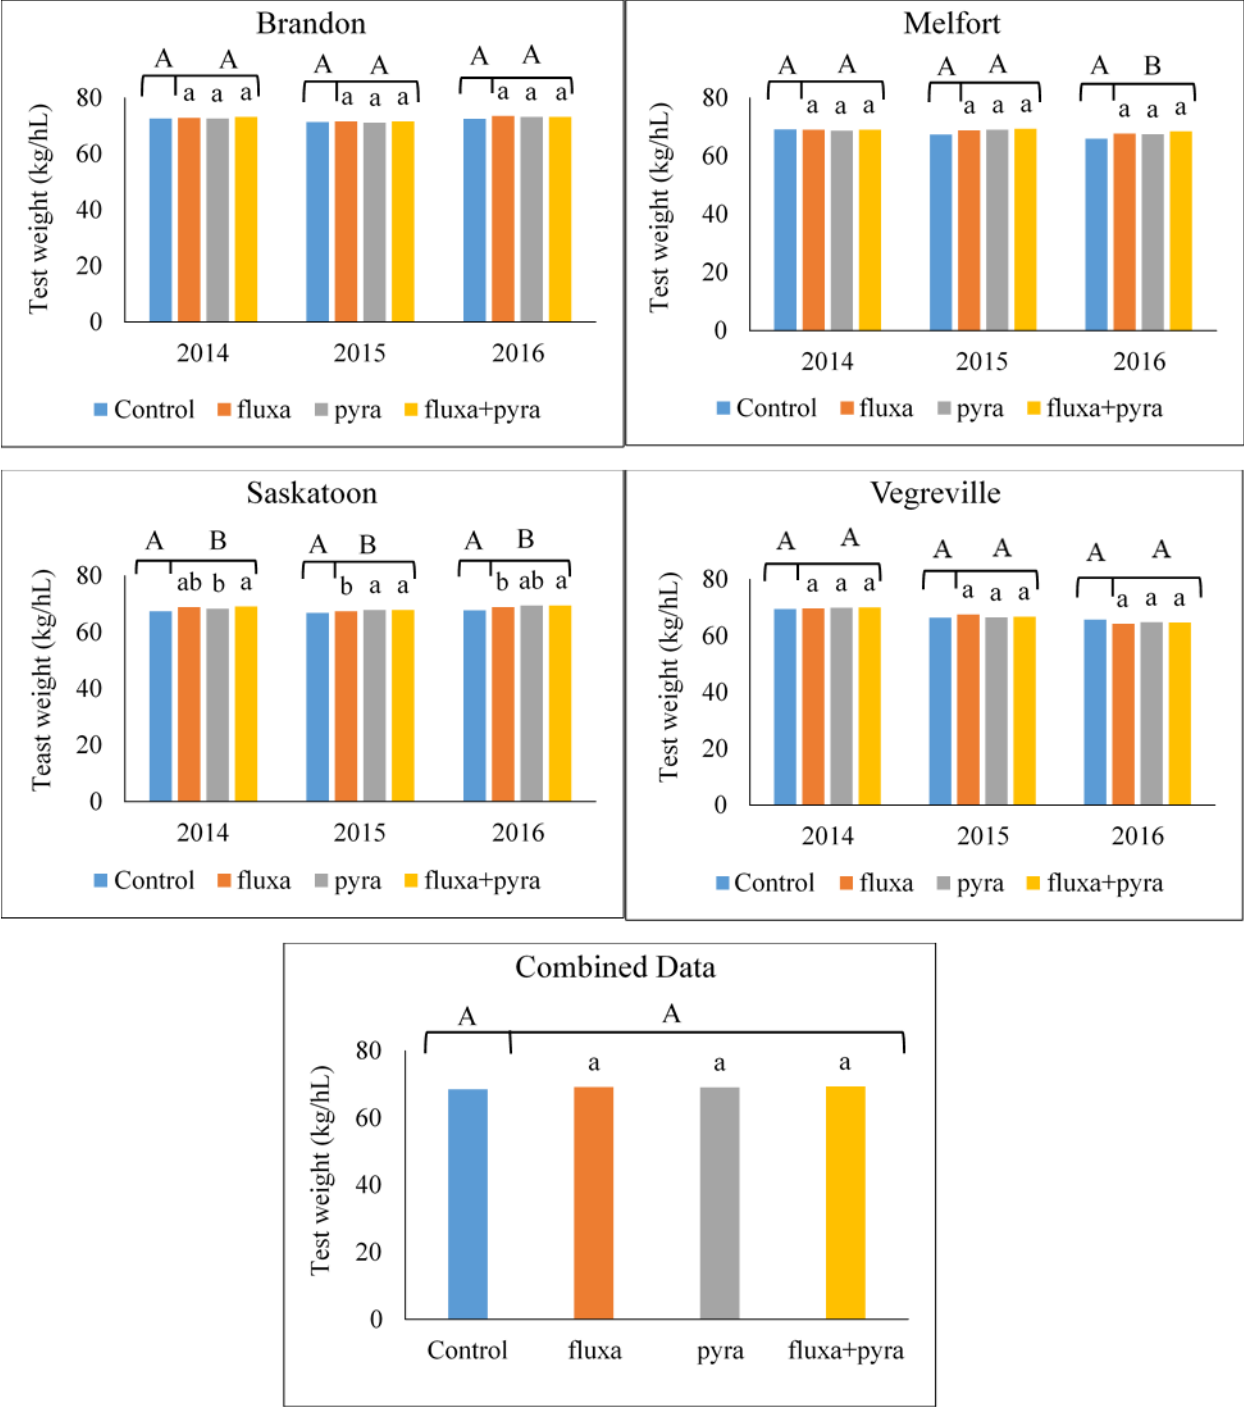 Brandon
A A A A A A
a a a a a a a a a
80
60
40
20
0
Test weight (kg/hL)
2014 2015 2016
Control fluxa pyra fluxa+pyra
Melfort
A A A A A B
a a a a a a a a a
80
60
40
20
0
Test weight (kg/hL)
2014 2015 2016
Control fluxa pyra fluxa+pyra
Saskatoon
A B A B A B
ab b a b a a b ab a
80
60
40
20
0
Teast weight (kg/hL)
2014 2015 2016
Control fluxa pyra fluxa+pyra
Vegreville
A A A A A A
a a a a a a a a a
80
60
40
20
0
Test weight (kg/hL)
2014 2015 2016
Control fluxa pyra fluxa+pyra
Combined Data
A A
a a a
80
60
40
20
0
Test weight (kg/hL)
Control fluxa pyra fluxa+pyra